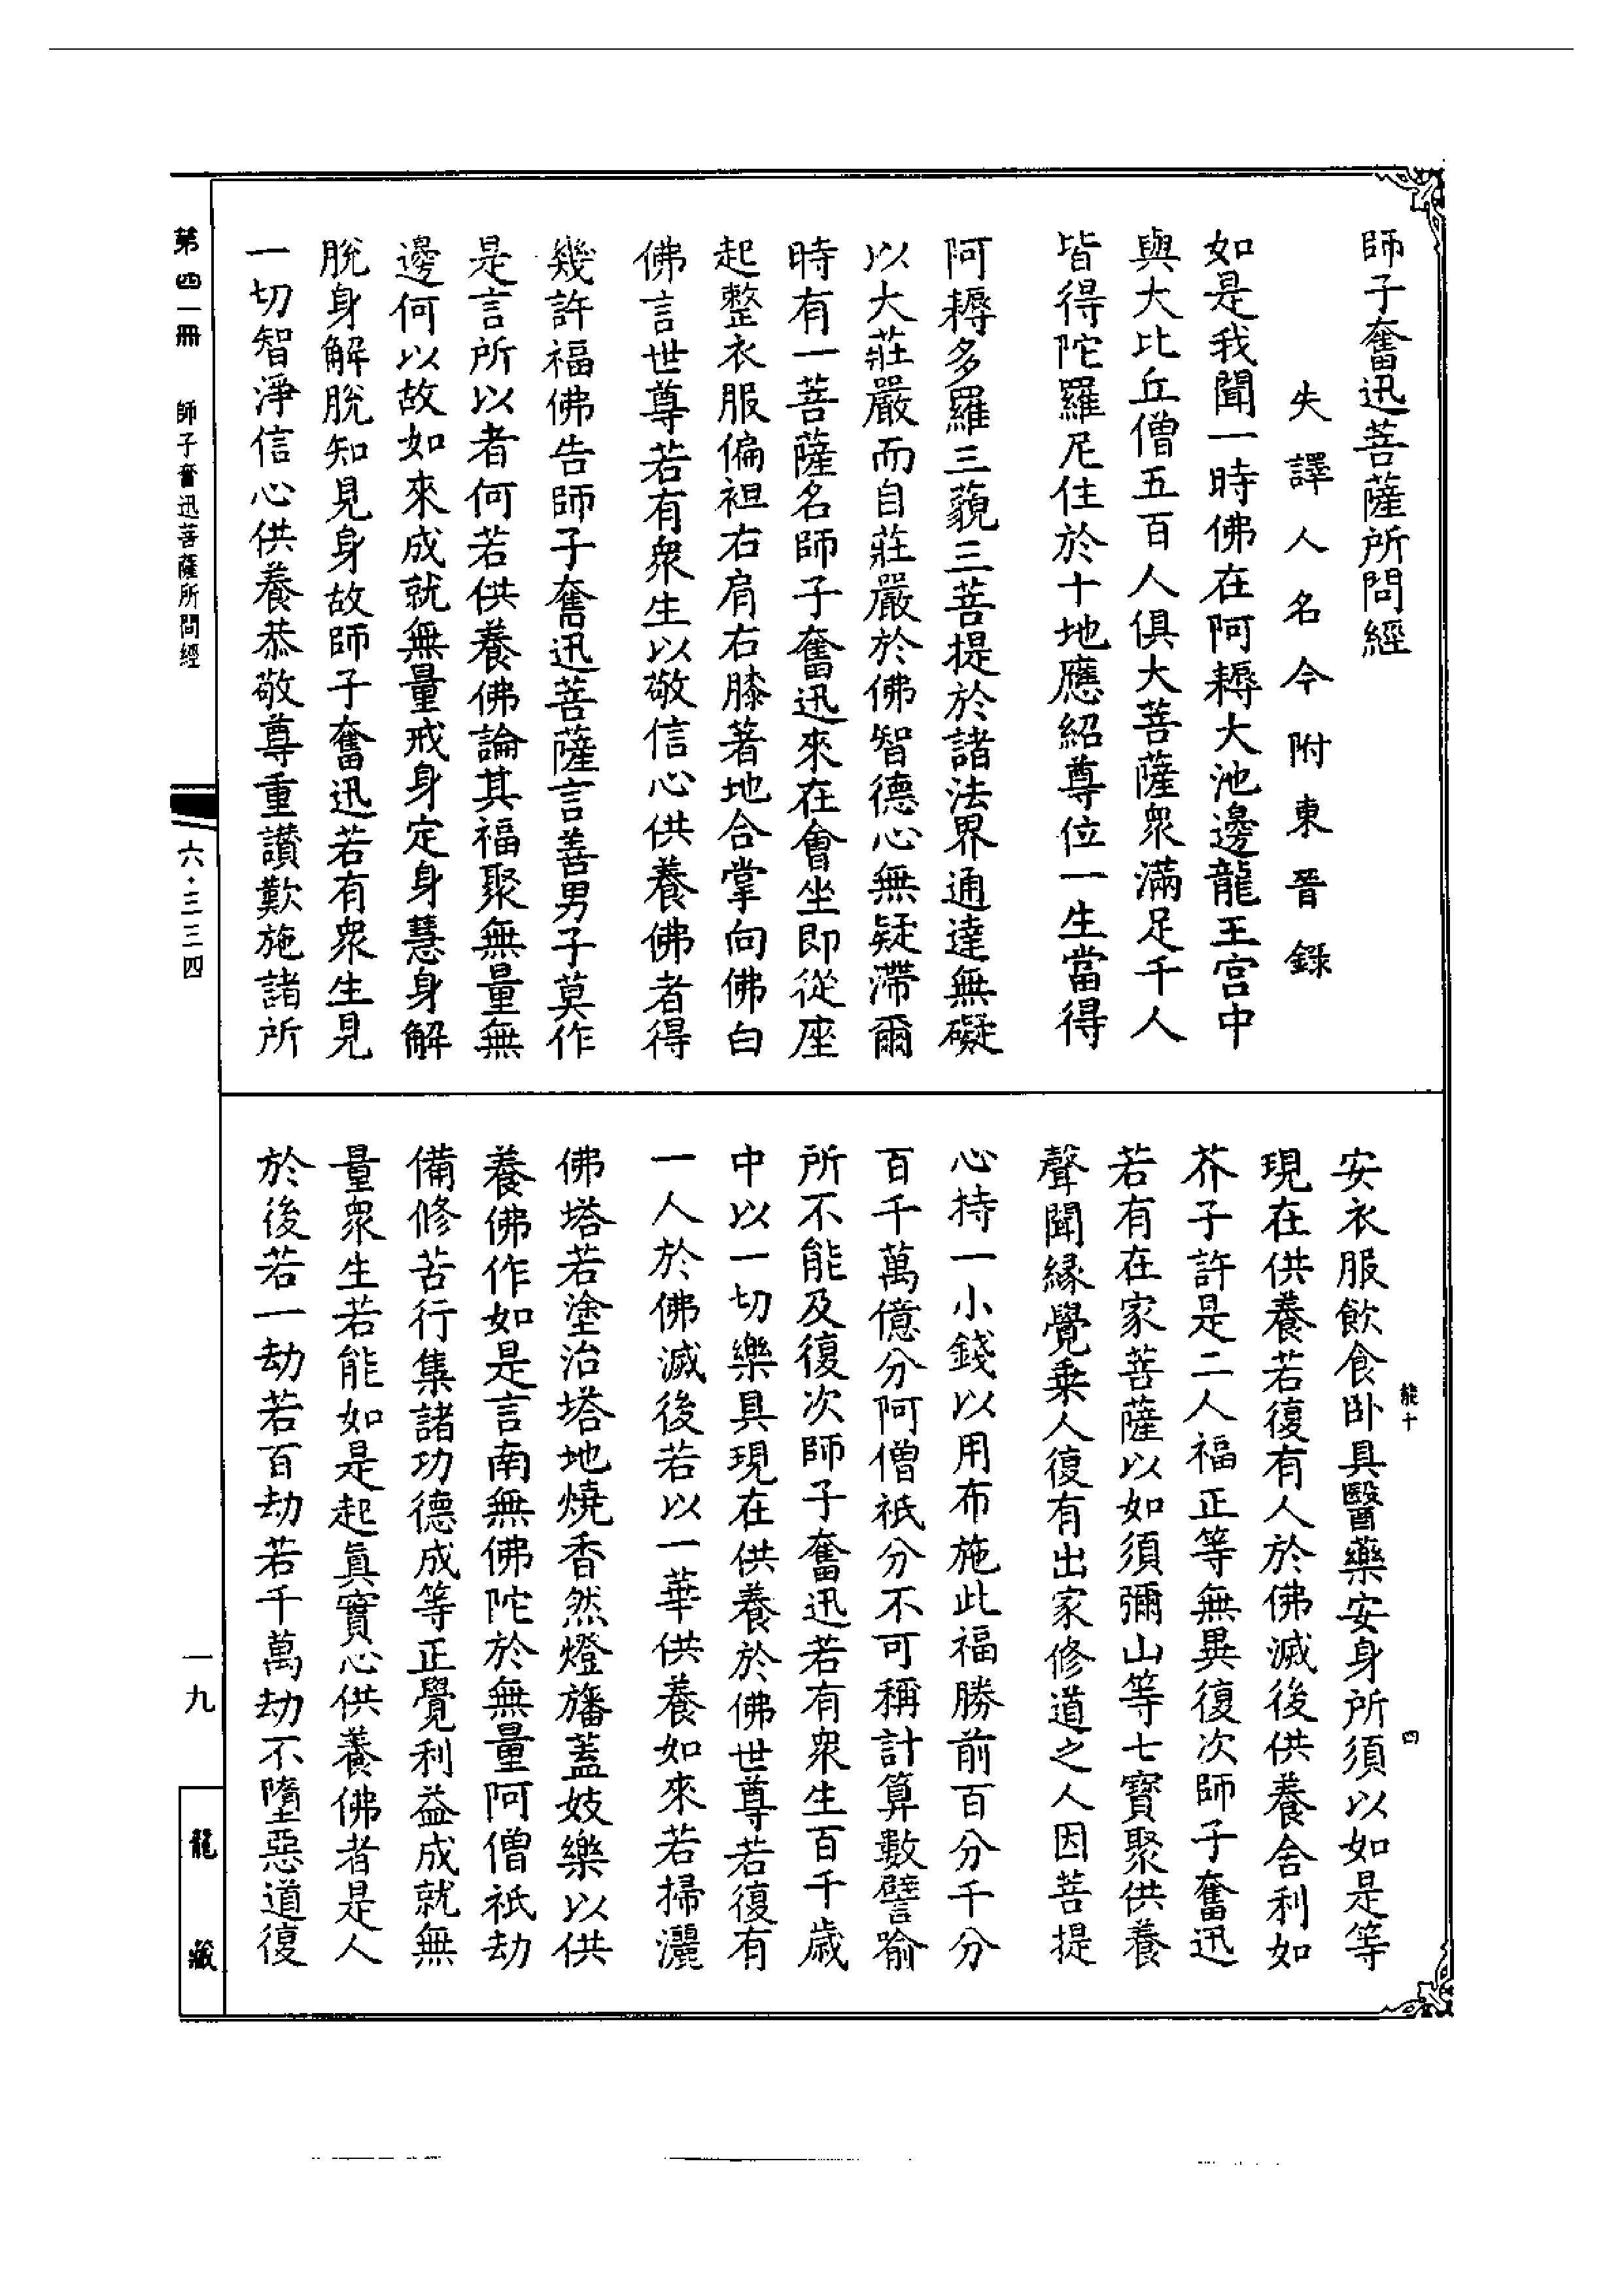 師子奮迅菩薩所問經
失譯人名今附東晉錄
如是我聞一時佛在阿耨大池邊龍王宮中
與大比丘僧五百人俱大菩薩衆滿足千人
皆得陀羅尼住於十地應紹尊位一生當得
阿耨多羅三藐三菩提於諸法界通達無礙
以大莊嚴而自莊嚴於佛智德心無疑滯爾
時有一菩薩名師子奮迅來在會坐即從座
起整衣服偏袒右肩右膝著地合掌向佛白
佛言世尊若有衆生以敬信心供養佛者得
幾許福佛告師子奮迅菩薩言善男子莫作
是言所以者何若供養佛論其福聚無量無
邊何以故如來成就無量戒身定身慧身解
脫身解脫知見身故師子奮迅若有衆生見
一切智淨信心供養恭敬尊重讚歎施諸所
安衣服飲食卧具醫藥安身所須以如是等
現在供養若復有人於佛滅後供養舍利如
芥子許是二人福正等無異復次師子奮迅
若有在家菩薩以如須彌山等七寶聚供養
聲聞緣覺乘人復有出家修道之人因菩提
心持一小錢以用布施此福勝前百分千分
百千萬億分阿僧祇分不可稱計算數譬喻
所不能及復次師子奮迅若有衆生百千歲
中以一切樂具現在供養於佛世尊若復有
一人於佛滅後若以一華供養如來若掃灑
佛塔若塗治塔地燒香然燈旛蓋妓樂以供
養佛作如是言南無佛陀於無量阿僧祇劫
備修苦行集諸功德成等正覺利益成就無
量衆生若能如是起眞實心供養佛者是人
於後若一劫若百劫若千萬劫不墮惡道復
第四一冊 師子奮迅菩薩所問經
六·三三四
一九
龍藏
能十
四